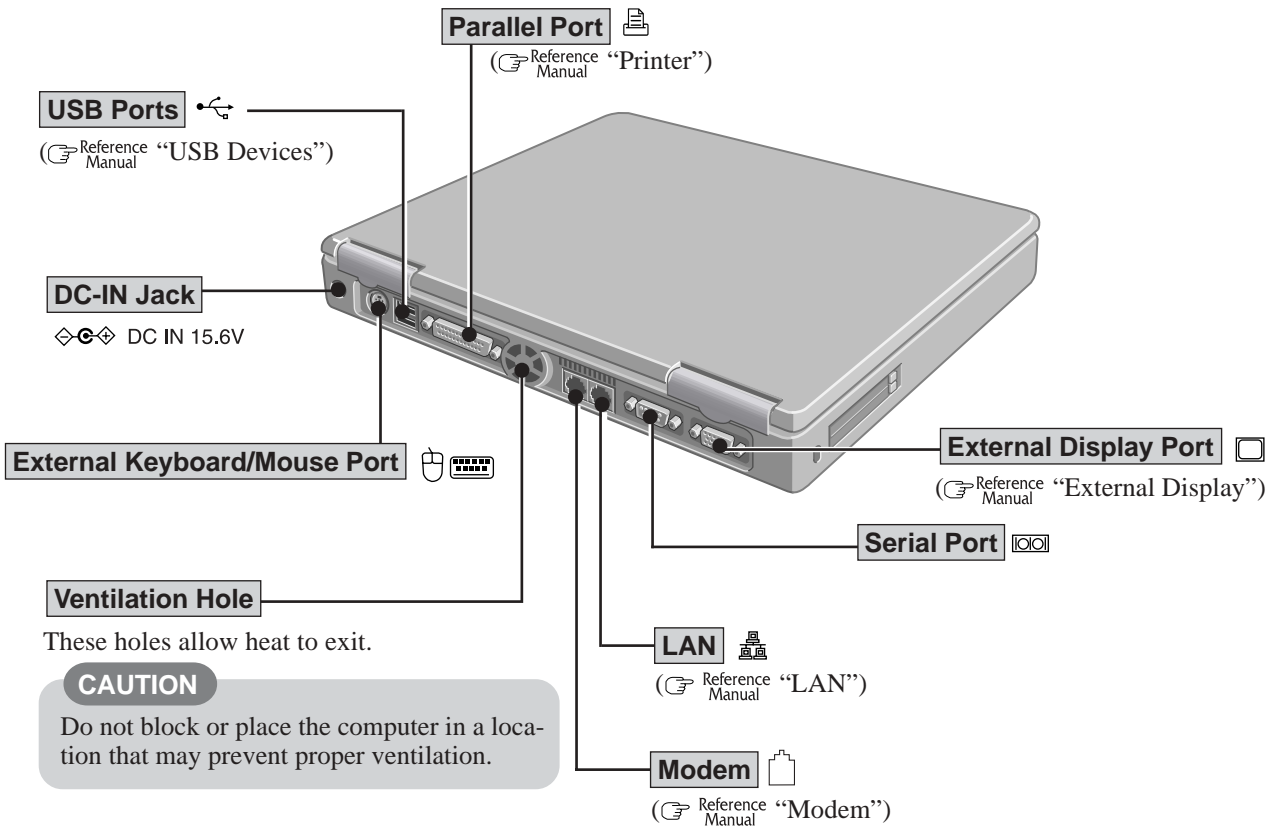 Parallel Port
(Reference Manual “Printer”)
USB Ports
(Reference Manual “USB Devices”)
DC-IN Jack
DC IN 15.6V
External Keyboard/Mouse Port
External Display Port
(Reference Manual “External Display”)
Serial Port
Ventilation Hole
These holes allow heat to exit.
CAUTION
Do not block or place the computer in a loca-
tion that may prevent proper ventilation.
LAN
(Reference Manual “LAN”)
Modem
(Reference Manual “Modem”)